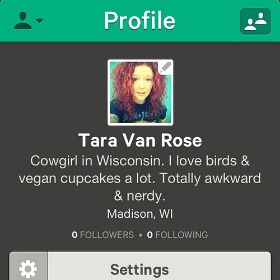 Profile
Tara Van Rose
Cowgirl in Wisconsin. I love birds &
vegan cupcakes a lot. Totally awkward
& nerdy.
Madison, WI
0 FOLLOWERS • 0 FOLLOWING
Settings